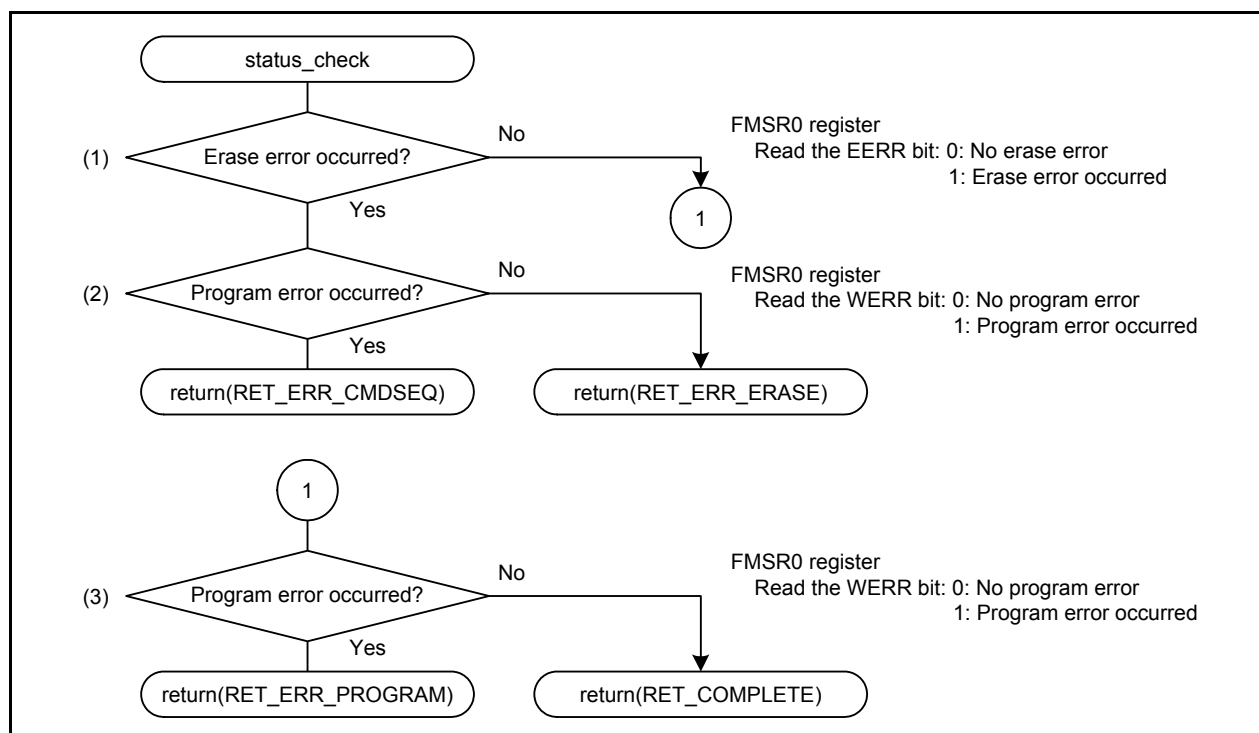 status_check
(1)
Erase error occurred?
No
FMSR0 register
Read the EERR bit: 0: No erase error
1: Erase error occurred
1
Yes
(2)
Program error occurred?
No
FMSR0 register
Read the WERR bit: 0: No program error
1: Program error occurred
Yes
return(RET_ERR_CMDSEQ)
return(RET_ERR_ERASE)
1
(3)
Program error occurred?
No
FMSR0 register
Read the WERR bit: 0: No program error
1: Program error occurred
Yes
return(RET_ERR_PROGRAM)
return(RET_COMPLETE)